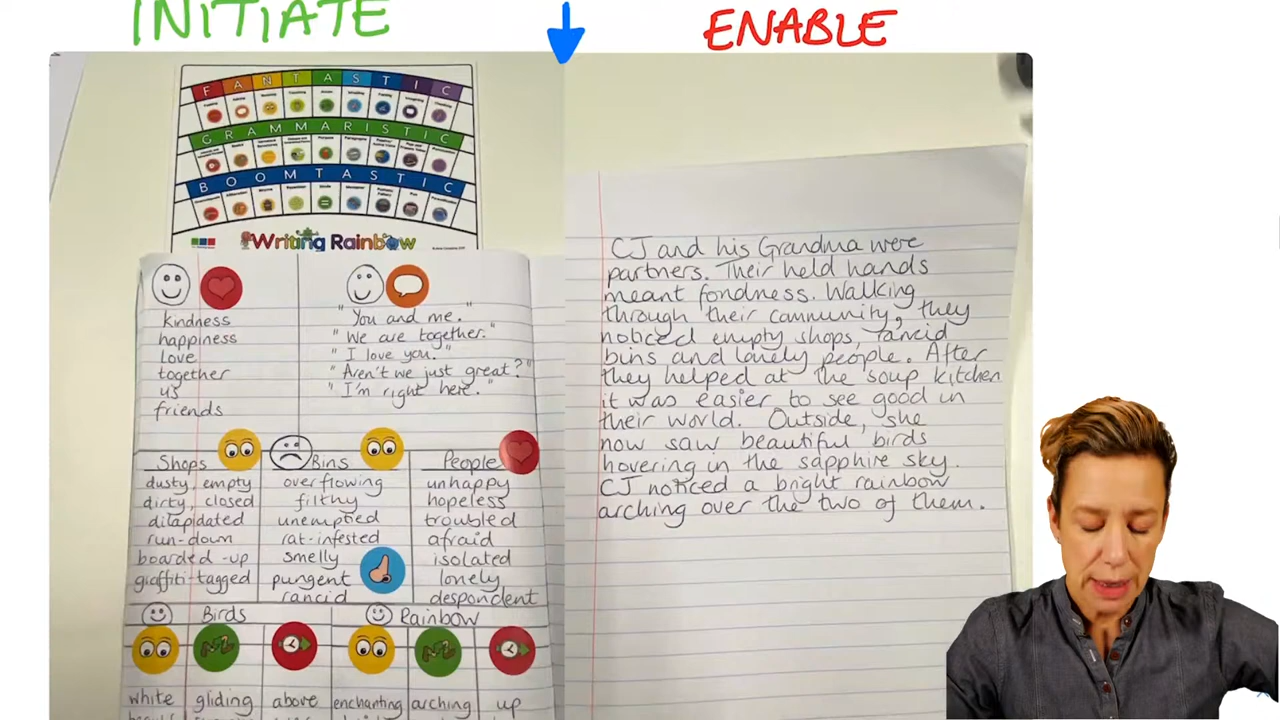 INITIATE
ENABLE
FANTASTIC
GRAMMARISTIC
BOOMTASTIC
Writing Rainbow
kindness
happiness
love
together
us
friends
"You and me."
"We are together."
"I love you."
"Aren't we just great?"
"I'm right here."
Shops
dusty, empty
dirty, closed
dilapidated
run-down
boarded-up
graffiti-tagged
Bins
overflowing
filthy
unemptied
rat-infested
smelly
pungent
rancid
People
unhappy
hopeless
troubled
afraid
isolated
lonely
despondent
Birds
Rainbow
white gliding above enchanting arching up
CJ and his Grandma were
partners. Their held hands
meant fondness. Walking
through their community, they
noticed empty shops, rancid
bins and lonely people. After
they helped at the soup kitchen
it was easier to see good in
their world. Outside, she
now saw beautiful birds
hovering in the sapphire sky.
CJ noticed a bright rainbow
arching over the two of them.